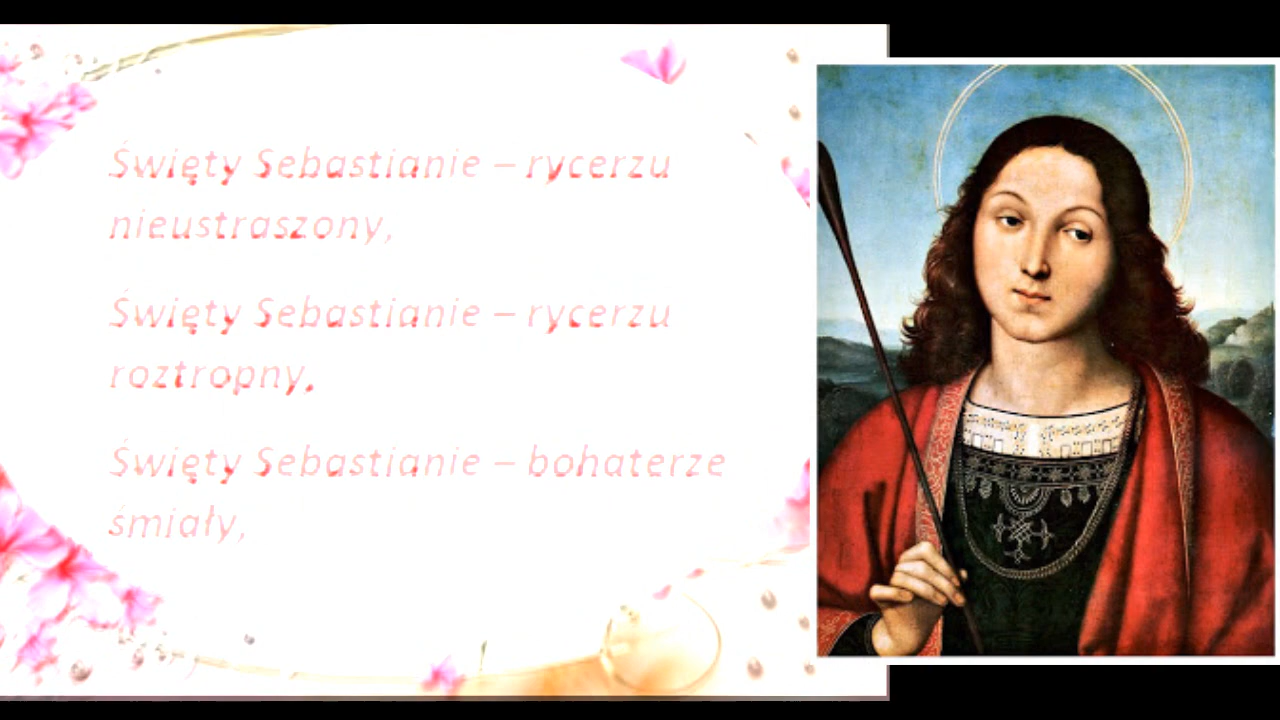 Święty Sebastianie – rycerzu
nieustraszony,
Święty Sebastianie – rycerzu
roztropny,
Święty Sebastianie – bohaterze
śmiały,